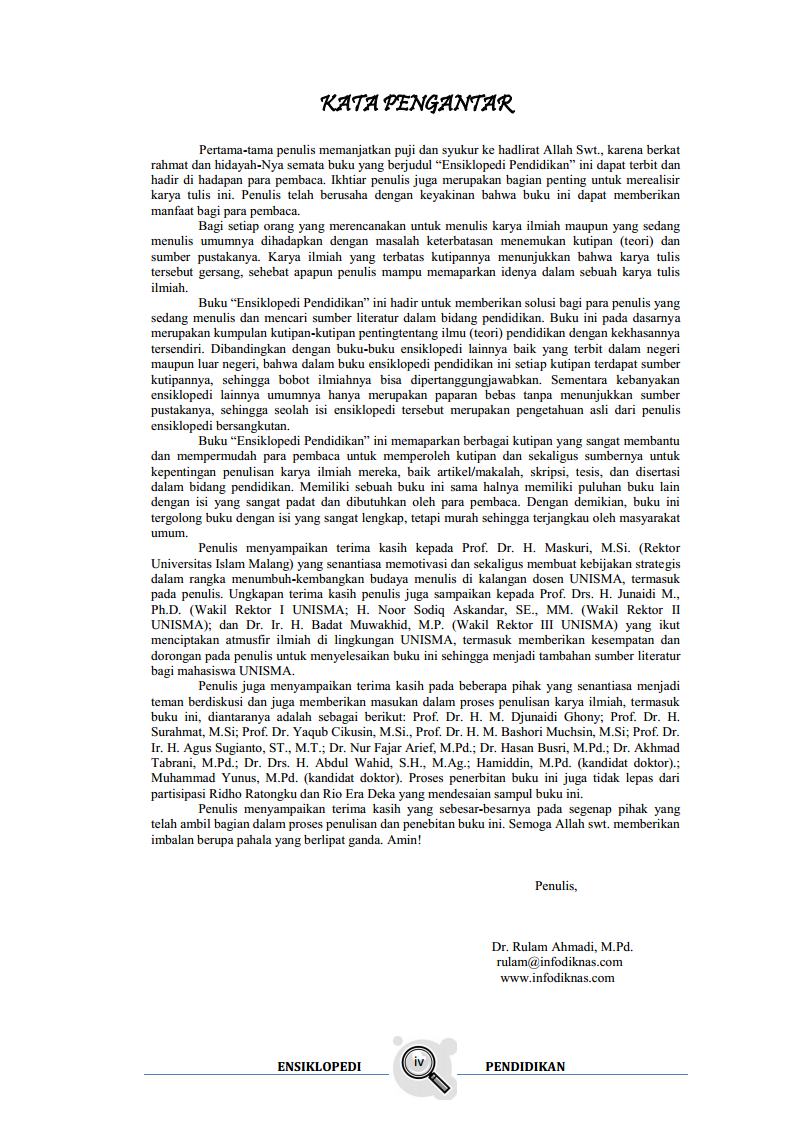 KATA PENGANTAR
Pertama-tama penulis memanjatkan puji dan syukur ke hadlirat Allah Swt., karena berkat
rahmat dan hidayah-Nya semata buku yang berjudul “Ensiklopedi Pendidikan” ini dapat terbit dan
hadir di hadapan para pembaca. Ikhtiar penulis juga merupakan bagian penting untuk merealisir
karya tulis ini. Penulis telah berusaha dengan keyakinan bahwa buku ini dapat memberikan
manfaat bagi para pembaca.
Bagi setiap orang yang merencanakan untuk menulis karya ilmiah maupun yang sedang
menulis umumnya dihadapkan dengan masalah keterbatasan menemukan kutipan (teori) dan
sumber pustakanya. Karya ilmiah yang terbatas kutipannya menunjukkan bahwa karya tulis
tersebut gersang, sehebat apapun penulis mampu memaparkan idenya dalam sebuah karya tulis
ilmiah.
Buku “Ensiklopedi Pendidikan” ini hadir untuk memberikan solusi bagi para penulis yang
sedang menulis dan mencari sumber literatur dalam bidang pendidikan. Buku ini pada dasarnya
merupakan kumpulan kutipan-kutipan pentingtentang ilmu (teori) pendidikan dengan kekhasannya
tersendiri. Dibandingkan dengan buku-buku ensiklopedi lainnya baik yang terbit dalam negeri
maupun luar negeri, bahwa dalam buku ensiklopedi pendidikan ini setiap kutipan terdapat sumber
kutipannya, sehingga bobot ilmiahnya bisa dipertanggungjawabkan. Sementara kebanyakan
ensiklopedi lainnya umumnya hanya merupakan paparan bebas tanpa menunjukkan sumber
pustakanya, sehingga seolah isi ensiklopedi tersebut merupakan pengetahuan asli dari penulis
ensiklopedi bersangkutan.
Buku “Ensiklopedi Pendidikan” ini memaparkan berbagai kutipan yang sangat membantu
dan mempermudah para pembaca untuk memperoleh kutipan dan sekaligus sumbernya untuk
kepentingan penulisan karya ilmiah mereka, baik artikel/makalah, skripsi, tesis, dan disertasi
dalam bidang pendidikan. Memiliki sebuah buku ini sama halnya memiliki puluhan buku lain
dengan isi yang sangat padat dan dibutuhkan oleh para pembaca. Dengan demikian, buku ini
tergolong buku dengan isi yang sangat lengkap, tetapi murah sehingga terjangkau oleh masyarakat
umum.
Penulis menyampaikan terima kasih kepada Prof. Dr. H. Maskuri, M.Si. (Rektor
Universitas Islam Malang) yang senantiasa memotivasi dan sekaligus membuat kebijakan strategis
dalam rangka menumbuh-kembangkan budaya menulis di kalangan dosen UNISMA, termasuk
pada penulis. Ungkapan terima kasih penulis juga sampaikan kepada Prof. Drs. H. Junaidi M.,
Ph.D. (Wakil Rektor I UNISMA; H. Noor Sodiq Askandar, SE., MM. (Wakil Rektor II
UNISMA); dan Dr. Ir. H. Badat Muwakhid, M.P. (Wakil Rektor III UNISMA) yang ikut
menciptakan atmusfir ilmiah di lingkungan UNISMA, termasuk memberikan kesempatan dan
dorongan pada penulis untuk menyelesaikan buku ini sehingga menjadi tambahan sumber literatur
bagi mahasiswa UNISMA.
Penulis juga menyampaikan terima kasih pada beberapa pihak yang senantiasa menjadi
teman berdiskusi dan juga memberikan masukan dalam proses penulisan karya ilmiah, termasuk
buku ini, diantaranya adalah sebagai berikut: Prof. Dr. H. M. Djunaidi Ghony; Prof. Dr. H.
Surahmat, M.Si; Prof. Dr. Yaqub Cikusin, M.Si., Prof. Dr. H. M. Bashori Muchsin, M.Si; Prof. Dr.
Ir. H. Agus Sugianto, ST., M.T.; Dr. Nur Fajar Arief, M.Pd.; Dr. Hasan Busri, M.Pd.; Dr. Akhmad
Tabrani, M.Pd.; Dr. Drs. H. Abdul Wahid, S.H., M.Ag.; Hamiddin, M.Pd. (kandidat doktor).;
Muhammad Yunus, M.Pd. (kandidat doktor). Proses penerbitan buku ini juga tidak lepas dari
partisipasi Ridho Ratongku dan Rio Era Deka yang mendesaian sampul buku ini.
Penulis menyampaikan terima kasih yang sebesar-besarnya pada segenap pihak yang
telah ambil bagian dalam proses penulisan dan penebitan buku ini. Semoga Allah swt. memberikan
imbalan berupa pahala yang berlipat ganda. Amin!
Penulis,
Dr. Rulam Ahmadi, M.Pd.
rulam@infodiknas.com
www.infodiknas.com
ENSIKLOPEDI iv PENDIDIKAN